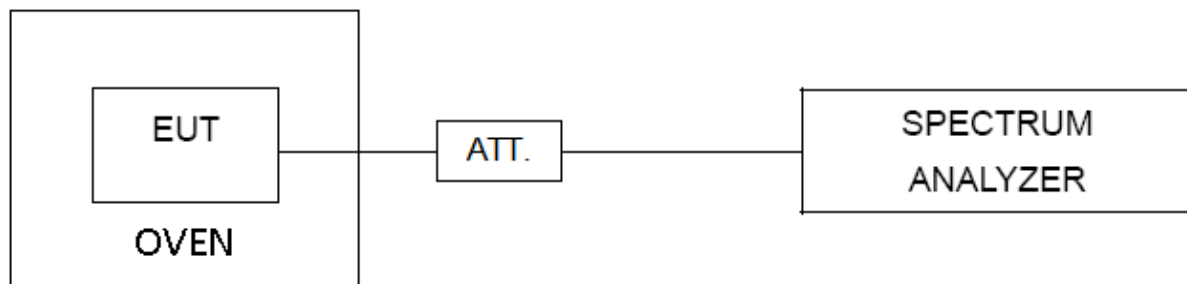 EUT
OVEN
ATT.
SPECTRUM
ANALYZER